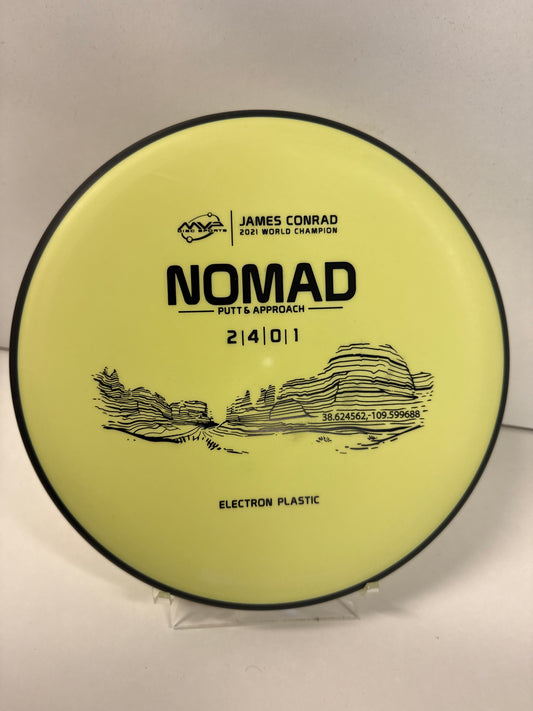 MVP
DISC SPORTS
JAMES CONRAD
2021 WORLD CHAMPION
NOMAD
PUTT & APPROACH
2|4|0|1
38.624562,-109.599688
ELECTRON PLASTIC